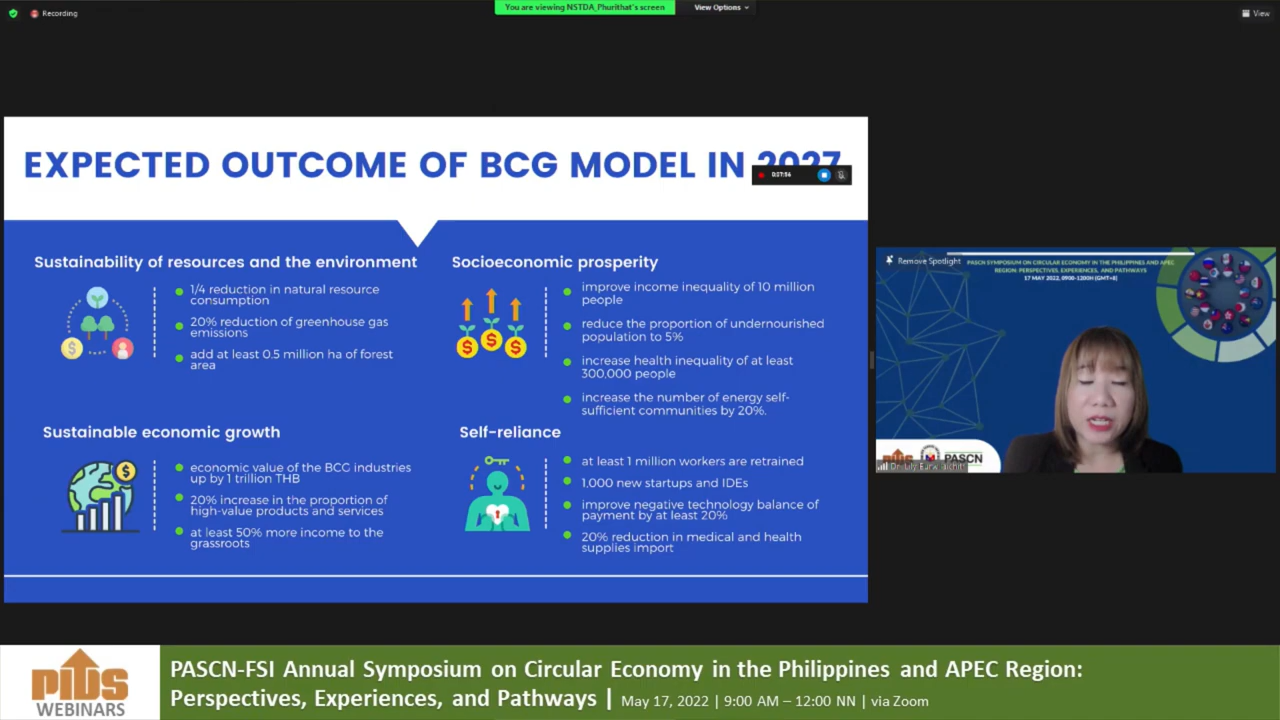 Recording
You are viewing NSTDA_Phurithat's screen
View Options
View
EXPECTED OUTCOME OF BCG MODEL IN 2027
0:57:56
Sustainability of resources and the environment
1/4 reduction in natural resource
consumption
20% reduction of greenhouse gas
emissions
add at least 0.5 million ha of forest
area
Socioeconomic prosperity
improve income inequality of 10 million
people
reduce the proportion of undernourished
population to 5%
increase health inequality of at least
300,000 people
increase the number of energy self-
sufficient communities by 20%.
Sustainable economic growth
economic value of the BCG industries
up by 1 trillion THB
20% increase in the proportion of
high-value products and services
at least 50% more income to the
grassroots
Self-reliance
at least 1 million workers are retrained
1,000 new startups and IDEs
improve negative technology balance of
payment by at least 20%
20% reduction in medical and health
supplies import
Remove Spotlight
PASCN SYMPOSIUM ON CIRCULAR ECONOMY IN THE PHILIPPINES AND APEC
REGION: PERSPECTIVES, EXPERIENCES, AND PATHWAYS
17 MAY 2022, 0900-1200H (GMT+8)
PASCN
PIDS
WEBINARS
PASCN-FSI Annual Symposium on Circular Economy in the Philippines and APEC Region:
Perspectives, Experiences, and Pathways | May 17, 2022 | 9:00 AM – 12:00 NN | via Zoom